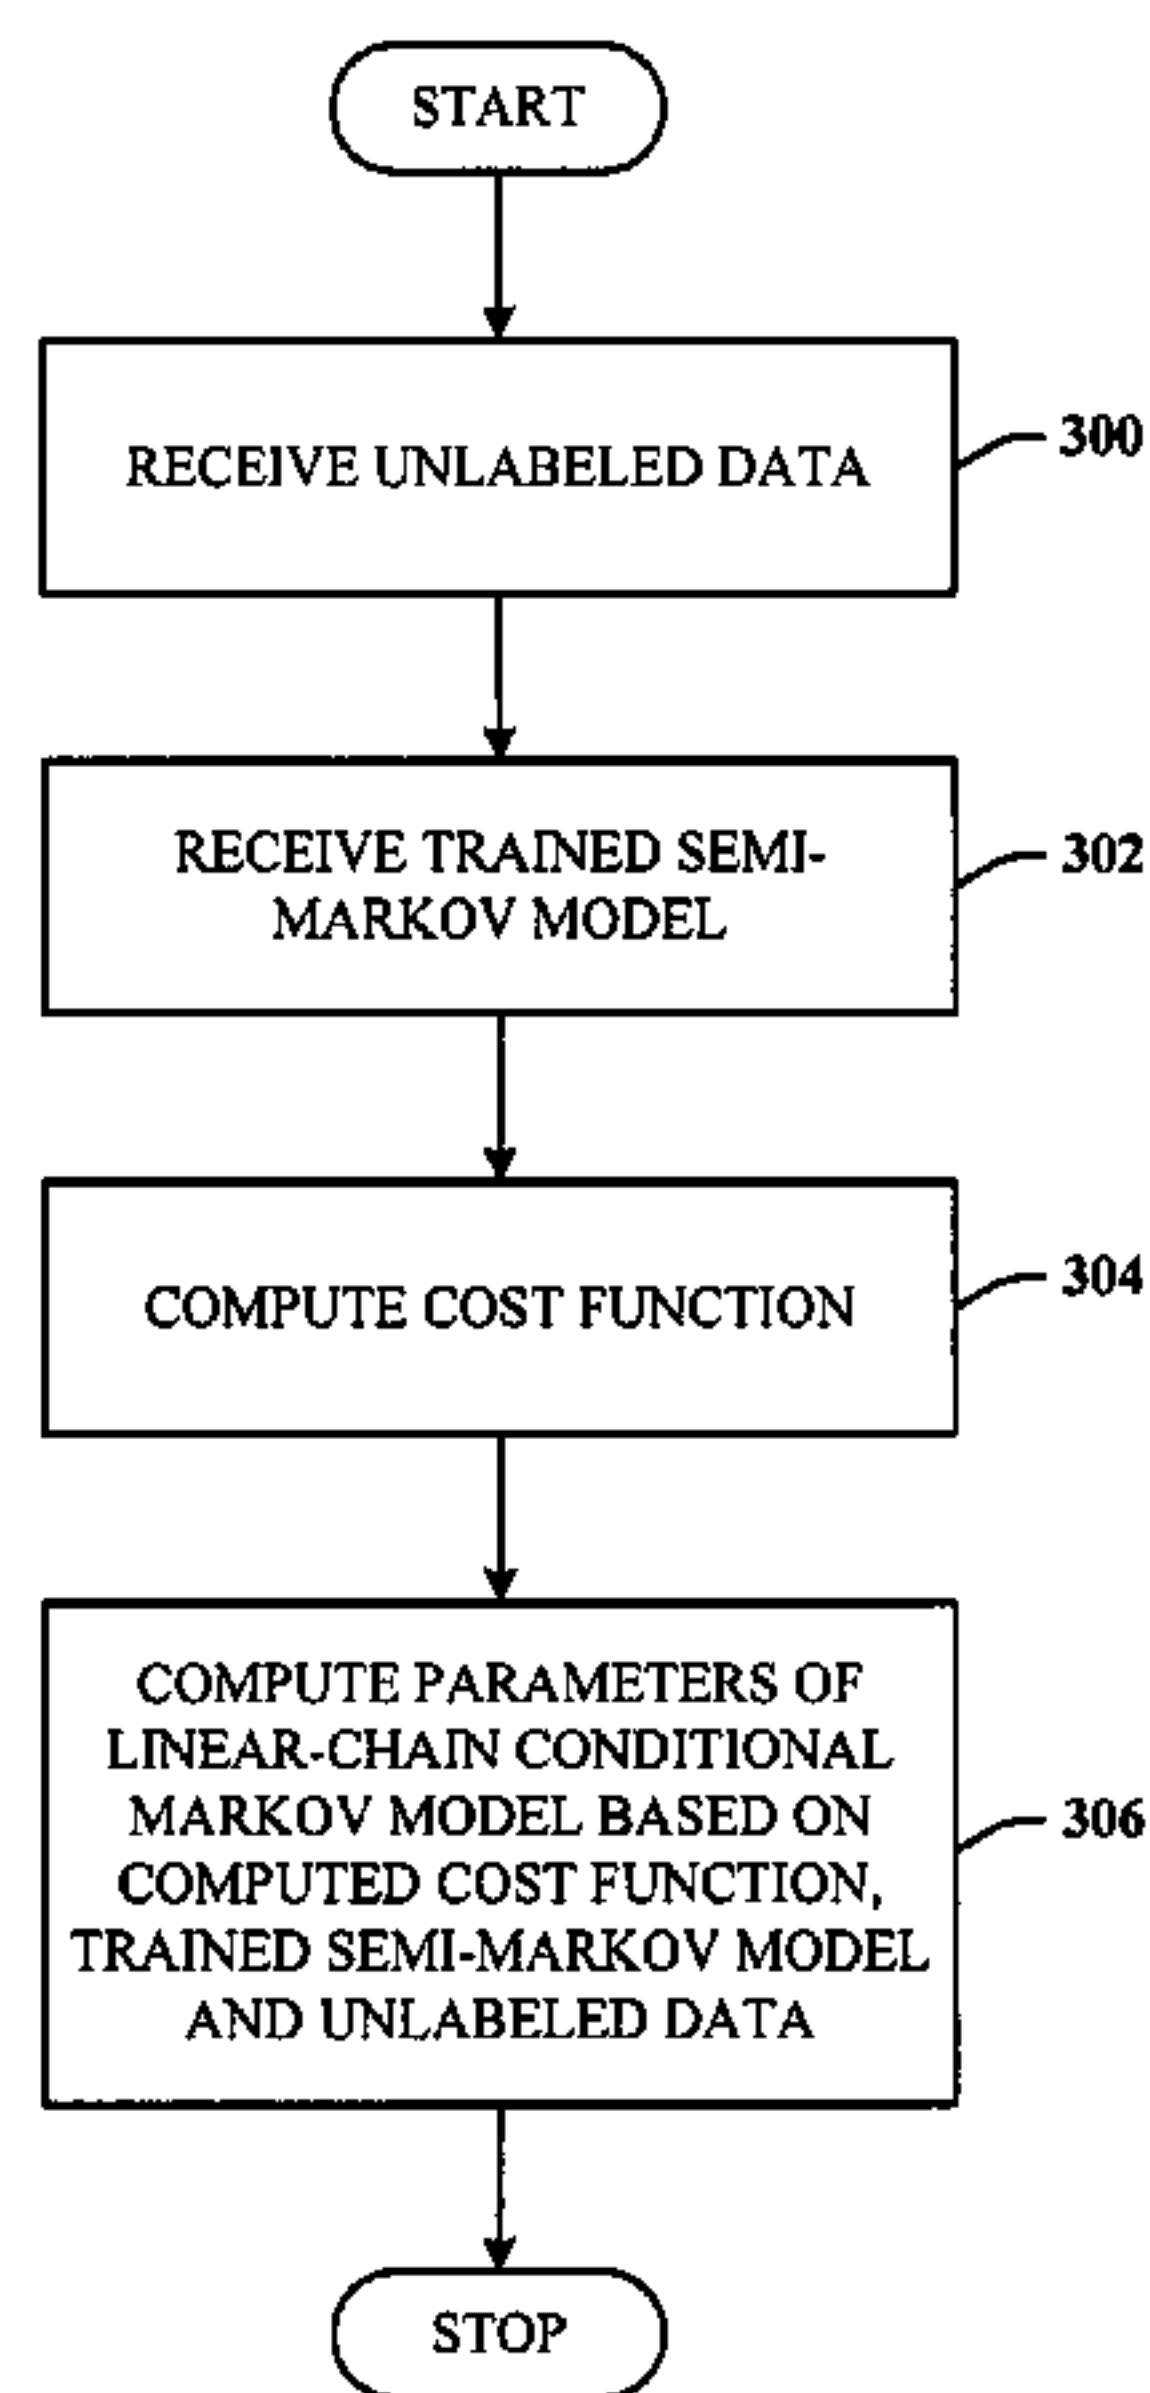 START
RECEIVE UNLABELED DATA
300
RECEIVE TRAINED SEMI-
MARKOV MODEL
302
COMPUTE COST FUNCTION
304
COMPUTE PARAMETERS OF
LINEAR-CHAIN CONDITIONAL
MARKOV MODEL BASED ON
COMPUTED COST FUNCTION,
TRAINED SEMI-MARKOV MODEL
AND UNLABELED DATA
306
STOP